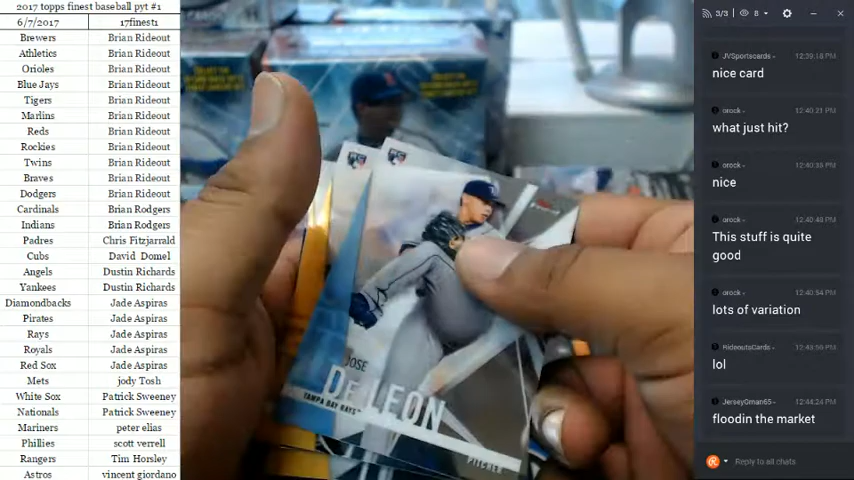 2017 topps finest baseball pyt #1
6/7/2017 17finest1
Brewers Brian Rideout
Athletics Brian Rideout
Orioles Brian Rideout
Blue Jays Brian Rideout
Tigers Brian Rideout
Marlins Brian Rideout
Reds Brian Rideout
Rockies Brian Rideout
Twins Brian Rideout
Braves Brian Rideout
Dodgers Brian Rideout
Cardinals Brian Rodgers
Indians Brian Rodgers
Padres Chris Fitzjarrald
Cubs David Domel
Angels Dustin Richards
Yankees Dustin Richards
Diamondbacks Jade Aspiras
Pirates Jade Aspiras
Rays Jade Aspiras
Royals Jade Aspiras
Red Sox Jade Aspiras
Mets jody Tosh
White Sox Patrick Sweeney
Nationals Patrick Sweeney
Mariners peter elias
Phillies scott verrell
Rangers Tim Horsley
Astros vincent giordano
JOSE
DE LEON
TAMPA BAY RAYS
PITCHER
3/3 8
JVSportscards 12:39:18 PM
nice card
orock 12:40:21 PM
what just hit?
orock 12:40:35 PM
nice
orock 12:40:40 PM
This stuff is quite
good
orock 12:40:54 PM
lots of variation
RideoutsCards 12:43:50 PM
lol
JerseyGman65 12:44:24 PM
floodin the market
Reply to all chats